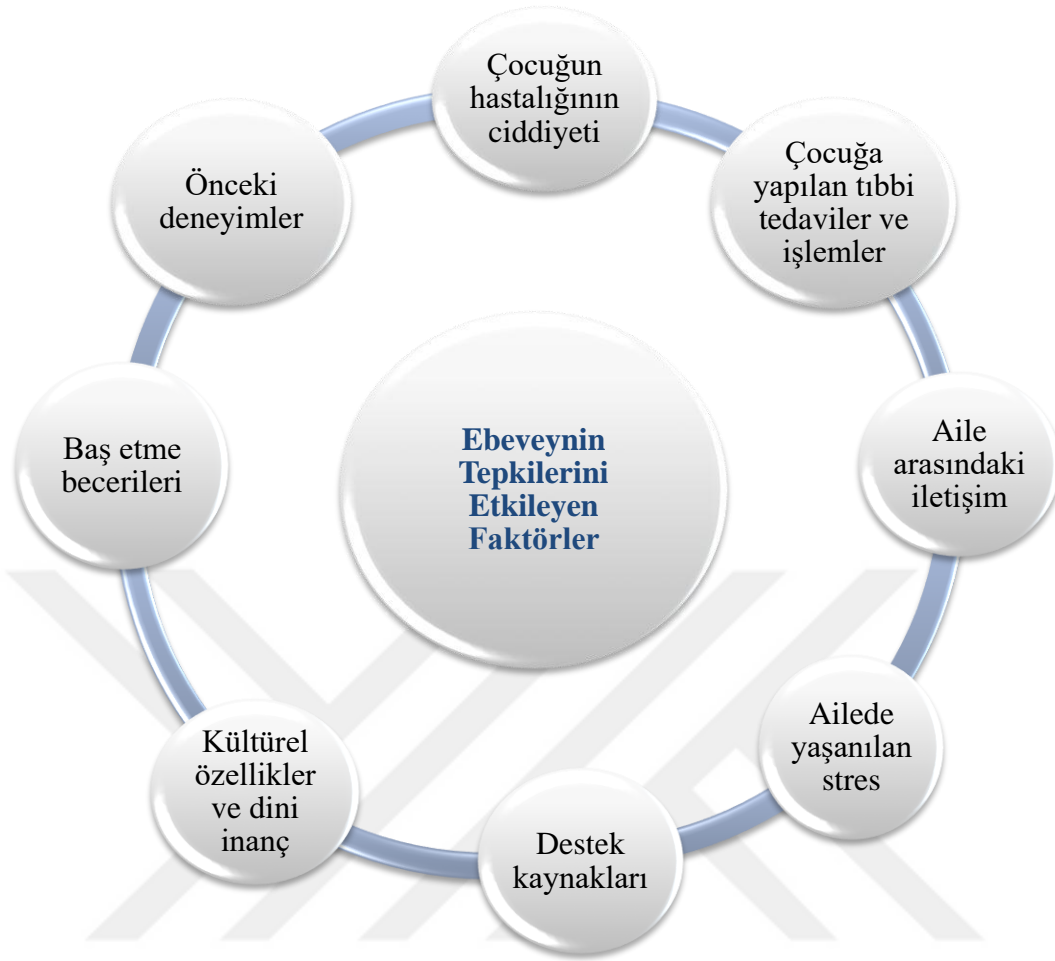 Çocuğun
hastalığının
ciddiyeti
Çocuğa
yapılan tıbbi
tedaviler ve
işlemler
Aile
arasındaki
iletişim
Ailede
yaşanılan
stres
Destek
kaynakları
Kültürel
özellikler
ve dini
inanç
Baş etme
becerileri
Önceki
deneyimler
Ebeveynin
Tepkilerini
Etkileyen
Faktörler